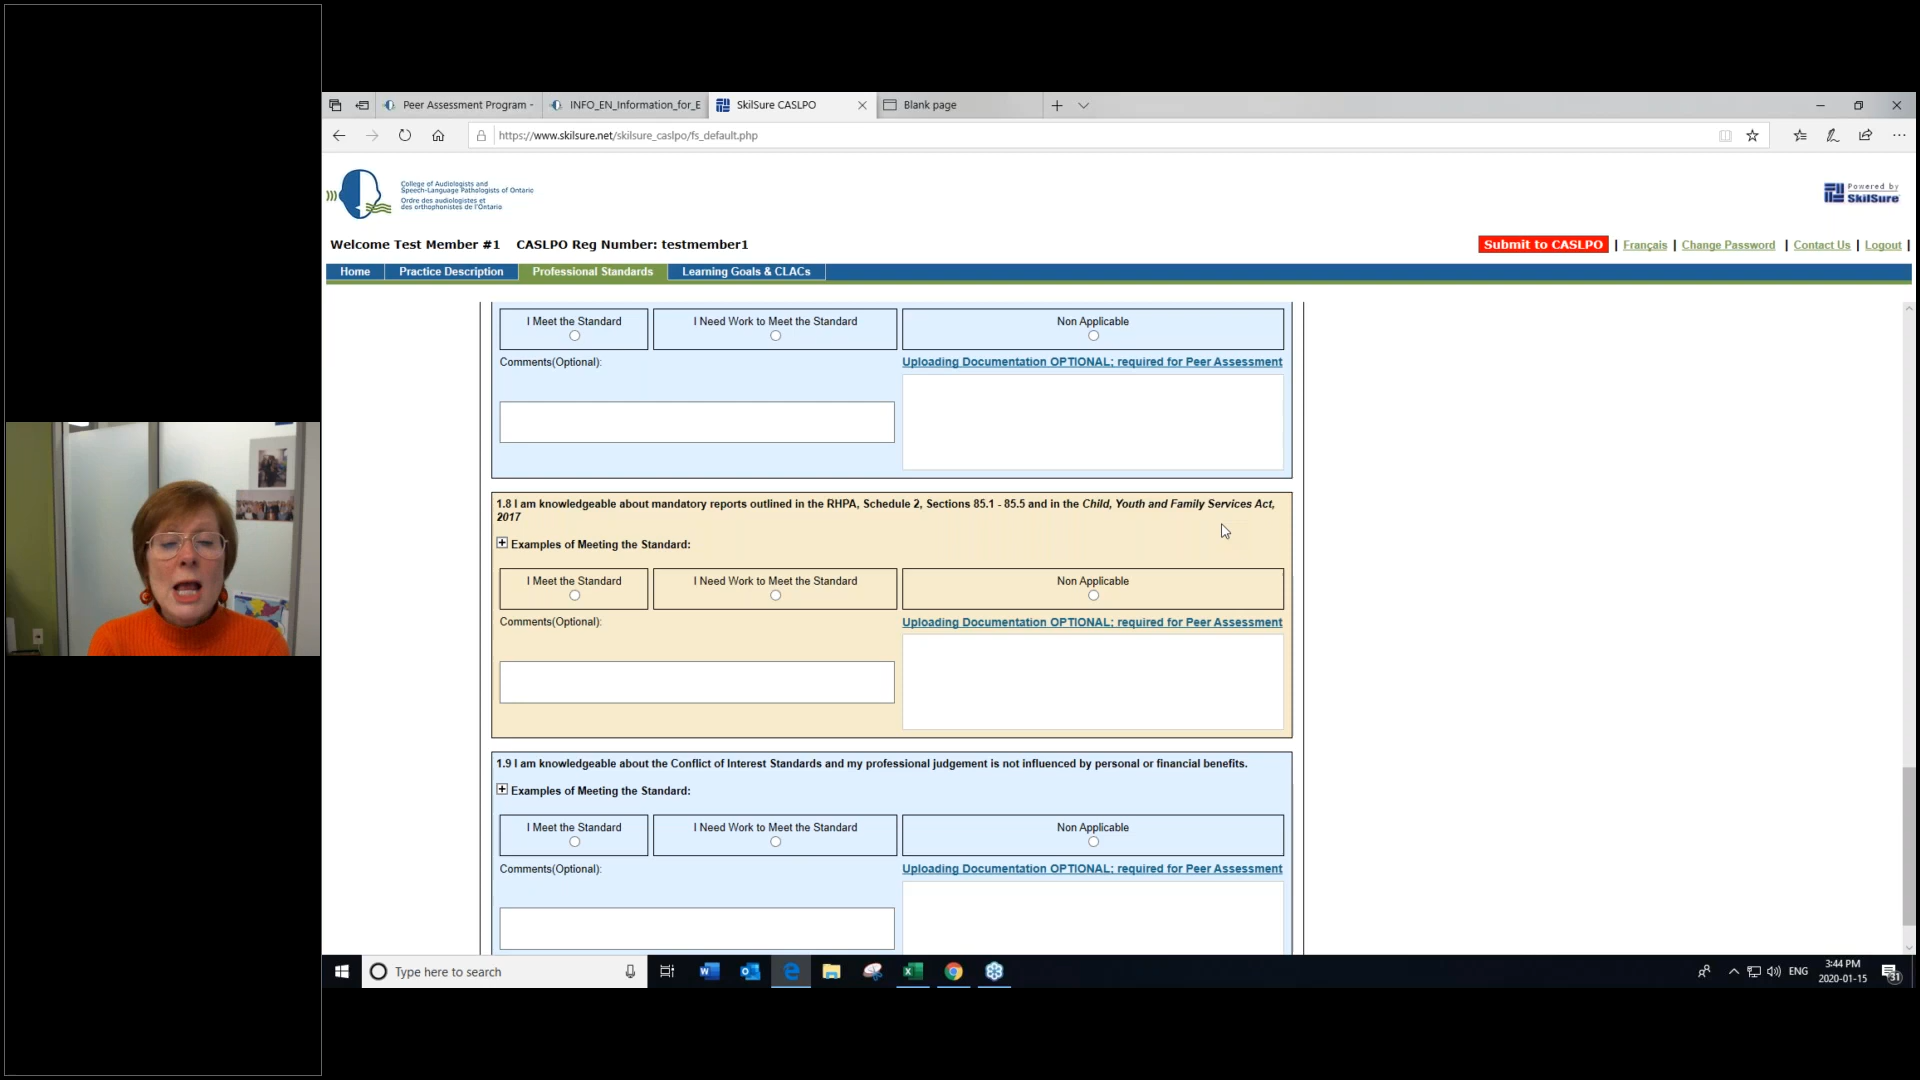 Peer Assessment Program -
INFO_EN_Information_for_E
SkilSure CASLPO
Blank page
https://www.skilsure.net/skilsure_caslpo/fs_default.php
College of Audiologists and
Speech-Language Pathologists of Ontario
Ordre des audiologistes et
des orthophonistes de l'Ontario
Powered by
SkilSure
Welcome Test Member #1 CASLPO Reg Number: testmember1
Submit to CASLPO | Français | Change Password | Contact Us | Logout |
Home Practice Description Professional Standards Learning Goals & CLACs
I Meet the Standard I Need Work to Meet the Standard Non Applicable
Comments(Optional): Uploading Documentation OPTIONAL; required for Peer Assessment
1.8 I am knowledgeable about mandatory reports outlined in the RHPA, Schedule 2, Sections 85.1 - 85.5 and in the Child, Youth and Family Services Act,
2017
Examples of Meeting the Standard:
I Meet the Standard I Need Work to Meet the Standard Non Applicable
Comments(Optional): Uploading Documentation OPTIONAL; required for Peer Assessment
1.9 I am knowledgeable about the Conflict of Interest Standards and my professional judgement is not influenced by personal or financial benefits.
Examples of Meeting the Standard:
I Meet the Standard I Need Work to Meet the Standard Non Applicable
Comments(Optional): Uploading Documentation OPTIONAL; required for Peer Assessment
Type here to search
ENG
3:44 PM
2020-01-15
31